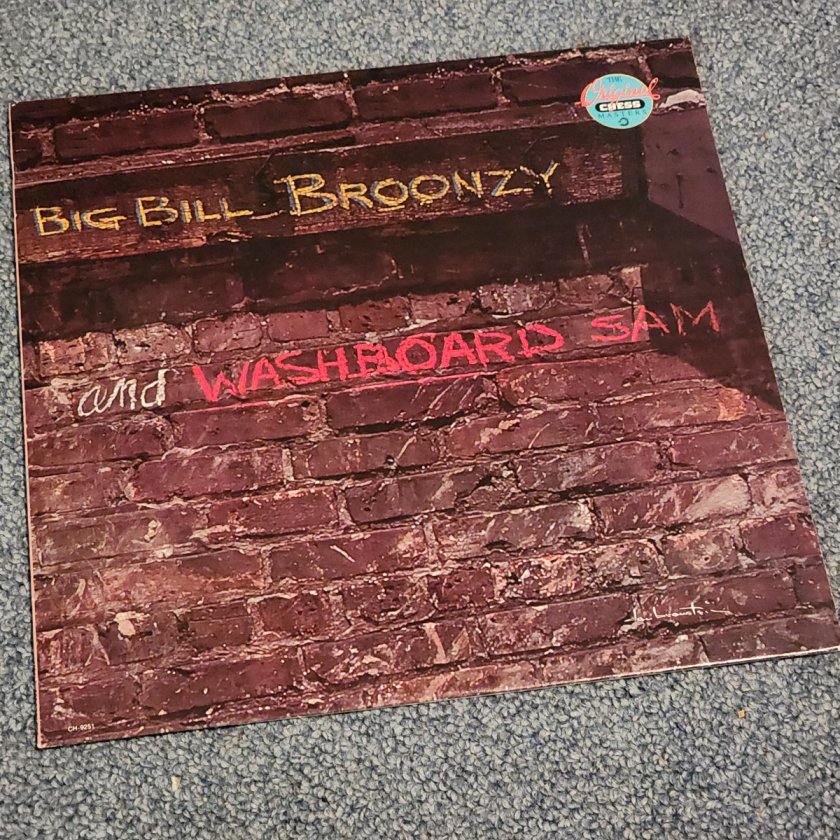 THE
Original
CHESS
MASTERS
BIG BILL BROONZY
and WASHBOARD SAM
CH-9251